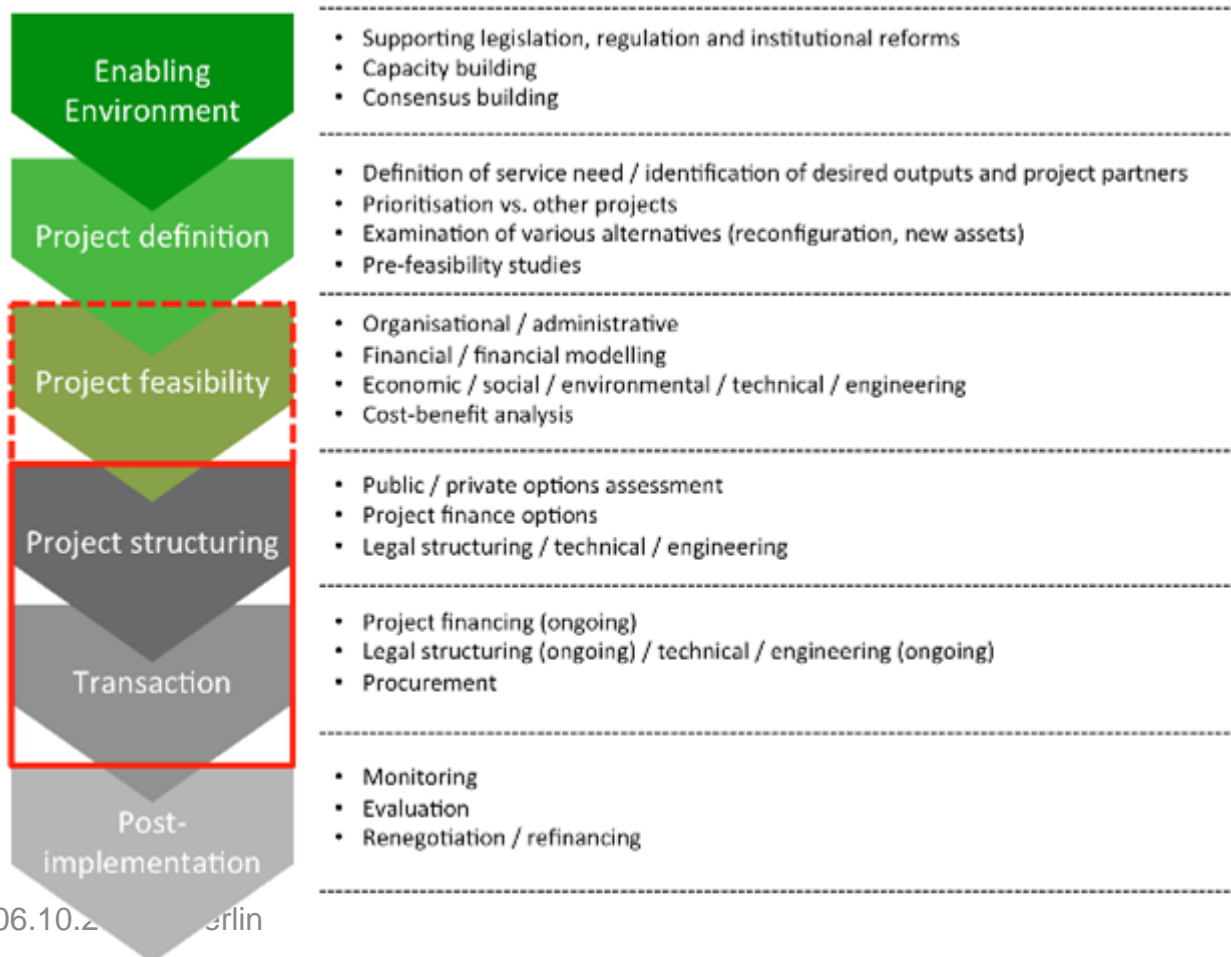 Enabling
Environment
• Supporting legislation, regulation and institutional reforms
• Capacity building
• Consensus building
Project definition
• Definition of service need / identification of desired outputs and project partners
• Prioritisation vs. other projects
• Examination of various alternatives (reconfiguration, new assets)
• Pre-feasibility studies
Project feasibility
• Organisational / administrative
• Financial / financial modelling
• Economic / social / environmental / technical / engineering
• Cost-benefit analysis
Project structuring
• Public / private options assessment
• Project finance options
• Legal structuring / technical / engineering
Transaction
• Project financing (ongoing)
• Legal structuring (ongoing) / technical / engineering (ongoing)
• Procurement
Post-
implementation
• Monitoring
• Evaluation
• Renegotiation / refinancing
06.10.2 erlin